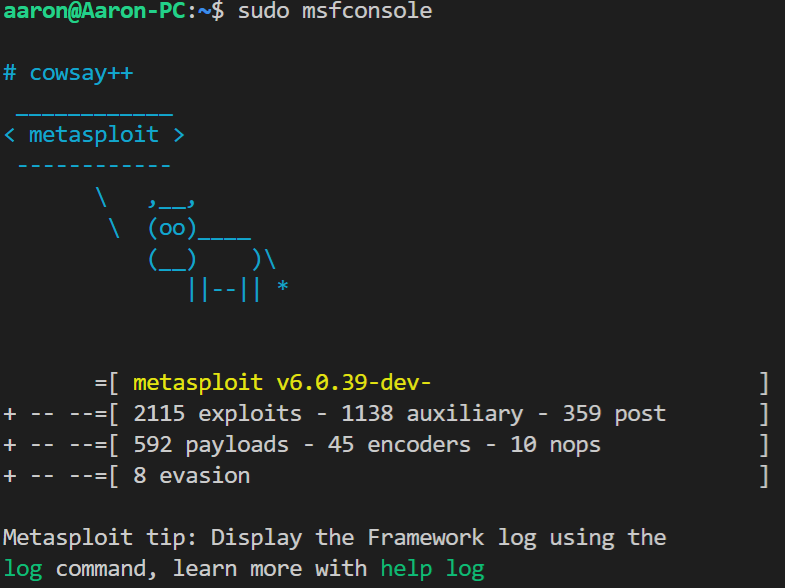 aaron@Aaron-PC:~$ sudo msfconsole
# cowsay++
 ____________
< metasploit >
 ------------
       \   ,__,
        \  (oo)____
           (__)    )\
              ||--|| *
       =[ metasploit v6.0.39-dev-                          ]
+ -- --=[ 2115 exploits - 1138 auxiliary - 359 post       ]
+ -- --=[ 592 payloads - 45 encoders - 10 nops            ]
+ -- --=[ 8 evasion                                       ]
Metasploit tip: Display the Framework log using the
log command, learn more with help log